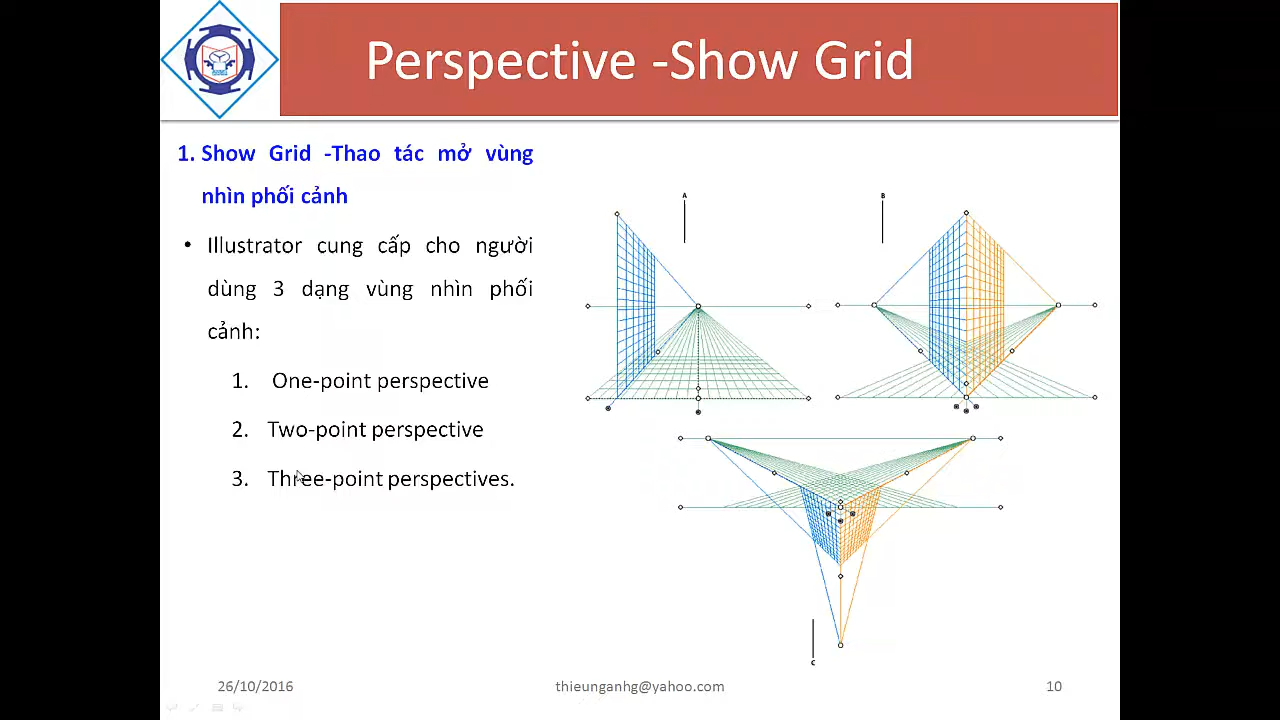 Perspective -Show Grid
1. Show Grid -Thao tác mở vùng
nhìn phối cảnh
• Illustrator cung cấp cho người
dùng 3 dạng vùng nhìn phối
cảnh:
1. One-point perspective
2. Two-point perspective
3. Three-point perspectives.
A
B
C
26/10/2016
thieunganhg@yahoo.com
10